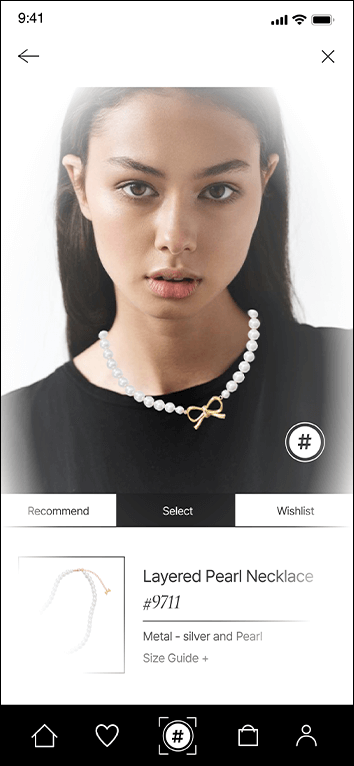 9:41
#
Recommend
Select
Wishlist
Layered Pearl Necklace
#9711
Metal - silver and Pearl
Size Guide +
#